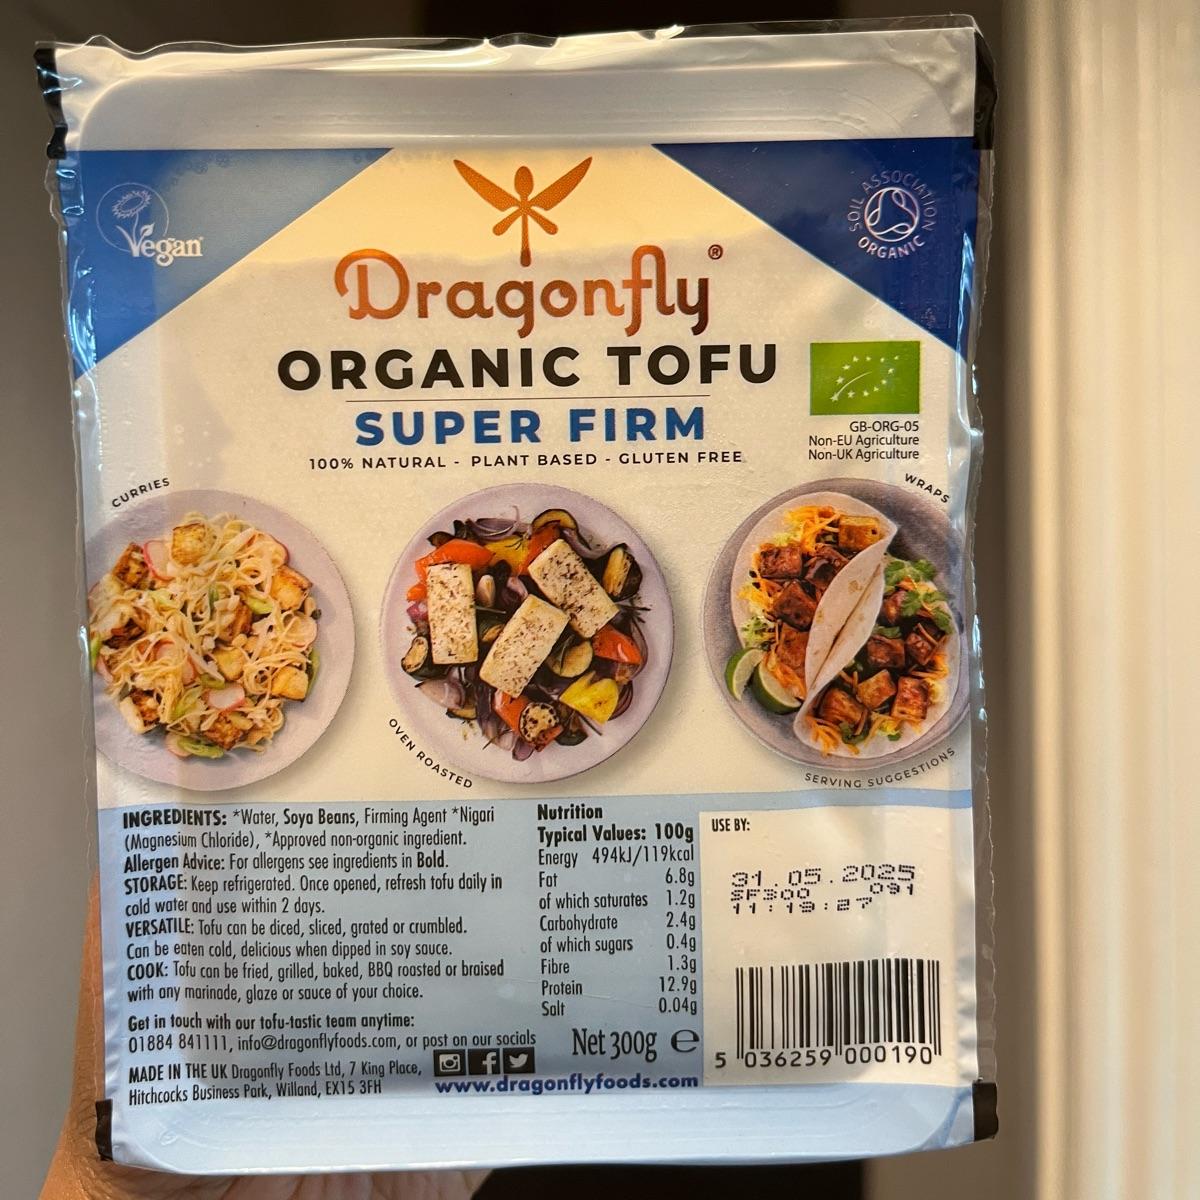 Vegan
SOIL ASSOCIATION
ORGANIC
Dragonfly®
ORGANIC TOFU
SUPER FIRM
100% NATURAL - PLANT BASED - GLUTEN FREE
GB-ORG-05
Non-EU Agriculture
Non-UK Agriculture
CURRIES
OVEN ROASTED
WRAPS
SERVING SUGGESTIONS
INGREDIENTS: *Water, Soya Beans, Firming Agent *Nigari
(Magnesium Chloride), *Approved non-organic ingredient.
Allergen Advice: For allergens see ingredients in Bold.
STORAGE: Keep refrigerated. Once opened, refresh tofu daily in
cold water and use within 2 days.
VERSATILE: Tofu can be diced, sliced, grated or crumbled.
Can be eaten cold, delicious when dipped in soy sauce.
COOK: Tofu can be fried, grilled, baked, BBQ roasted or braised
with any marinade, glaze or sauce of your choice.
Get in touch with our tofu-tastic team anytime:
01884 841111, info@dragonflyfoods.com, or post on our socials
MADE IN THE UK Dragonfly Foods Ltd, 7 King Place,
Hitchcocks Business Park, Willand, EX15 3FH
www.dragonflyfoods.com
Nutrition
Typical Values: 100g
Energy 494kJ/119kcal
Fat 6.8g
of which saturates 1.2g
Carbohydrate 2.4g
of which sugars 0.4g
Fibre 1.3g
Protein 12.9g
Salt 0.04g
Net 300g e
USE BY:
31.05.2025
SF300 091
11:19:27
5 036259 000190